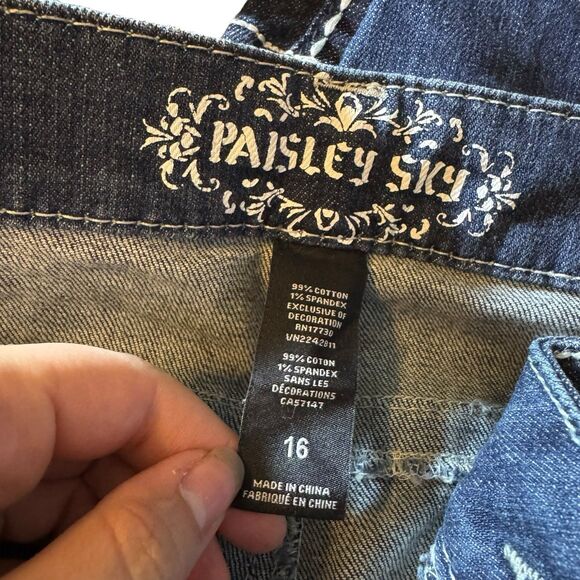 PAISLEY SKY
99% COTTON
1% SPANDEX
EXCLUSIVE OF
DECORATION
RN17730
VN2242811
99% COTON
1% SPANDEX
SANS LES
DÉCORATIONS
CA57147
16
MADE IN CHINA
FABRIQUÉ EN CHINE